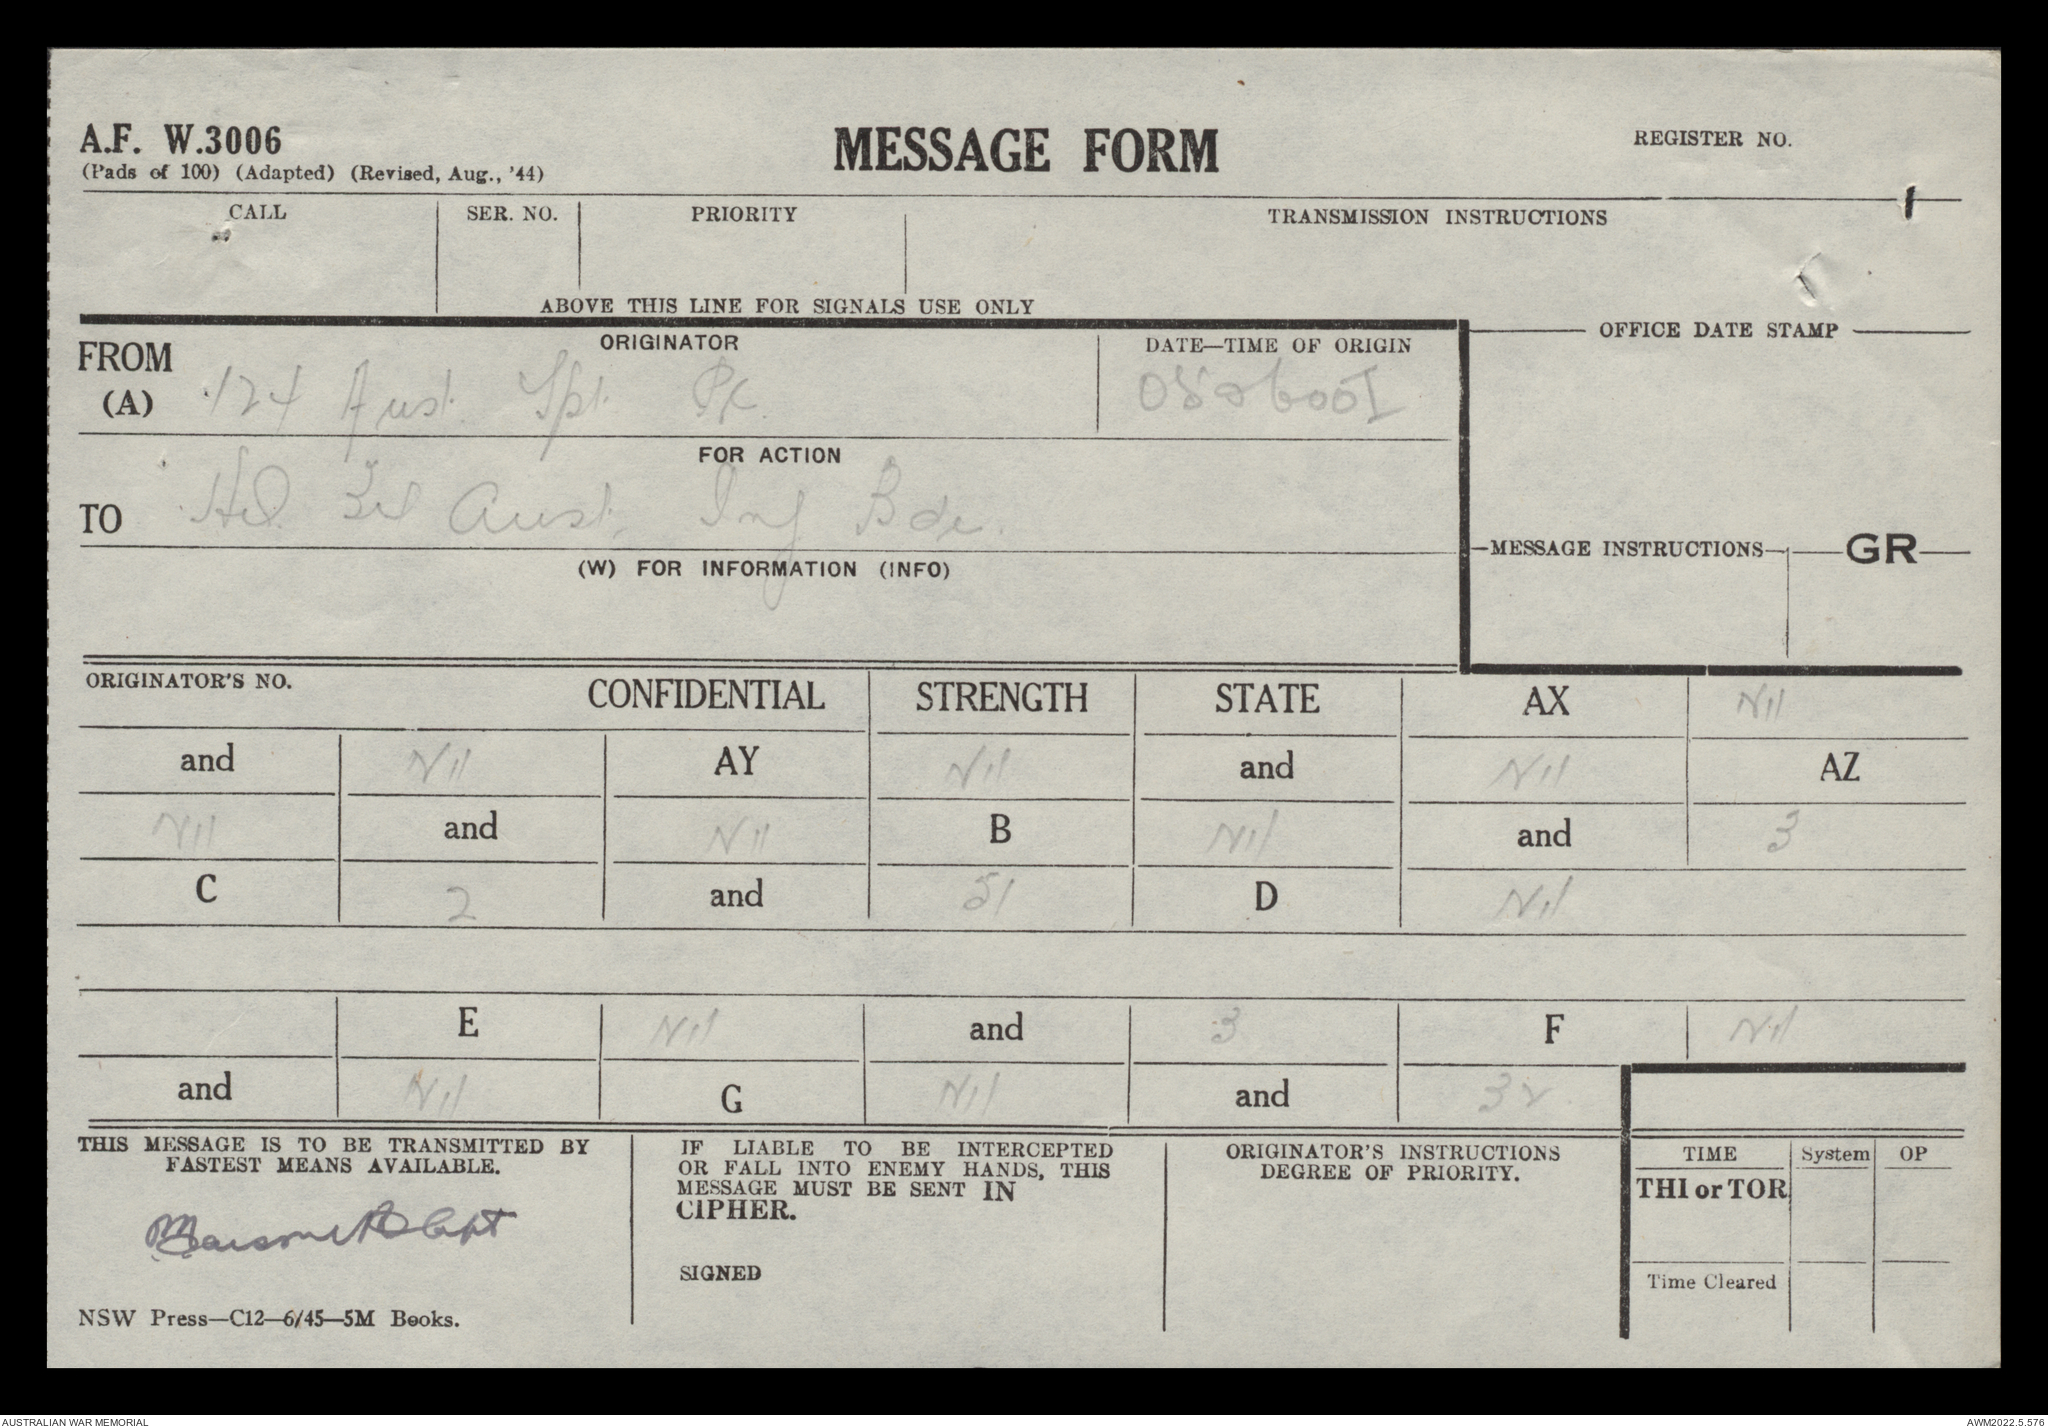 A.F. W.3006
(Pads of 100) (Adapted) (Revised, Aug., '44)
MESSAGE FORM
REGISTER NO.
CALL SER. NO. PRIORITY TRANSMISSION INSTRUCTIONS
ABOVE THIS LINE FOR SIGNALS USE ONLY
OFFICE DATE STAMP
FROM (A) ORIGINATOR DATE—TIME OF ORIGIN
124 Aust. Tpt. Pl.
FOR ACTION
TO Aust. Inf Bde.
MESSAGE INSTRUCTIONS GR
(W) FOR INFORMATION (INFO)
ORIGINATOR'S NO. CONFIDENTIAL STRENGTH STATE AX Nil
and Nil AY Nil and Nil AZ
Nil and Nil B Nil and 3
C 2 and 51 D Nil
E Nil and 3 F Nil
and Nil G Nil and 32
THIS MESSAGE IS TO BE TRANSMITTED BY
FASTEST MEANS AVAILABLE.
Capt
NSW Press—C12—6/45—5M Books.
IF LIABLE TO BE INTERCEPTED
OR FALL INTO ENEMY HANDS, THIS
MESSAGE MUST BE SENT IN
CIPHER.
SIGNED
ORIGINATOR'S INSTRUCTIONS
DEGREE OF PRIORITY.
TIME System OP
THI or TOR
Time Cleared
AUSTRALIAN WAR MEMORIAL AWM2022.5.576